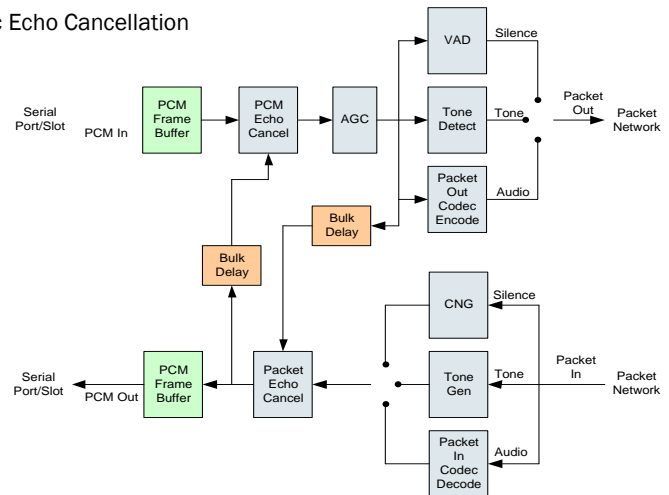 Echo Cancellation
VAD
Silence
Serial
Port/Slot
PCM In
PCM
Frame
Buffer
PCM
Echo
Cancel
AGC
Tone
Detect
Tone
Packet
Out
Packet
Network
Packet
Out
Codec
Encode
Audio
Bulk
Delay
Bulk
Delay
CNG
Silence
Serial
Port/Slot
PCM Out
PCM
Frame
Buffer
Packet
Echo
Cancel
Tone
Gen
Tone
Packet
In
Packet
Network
Packet
In
Codec
Decode
Audio